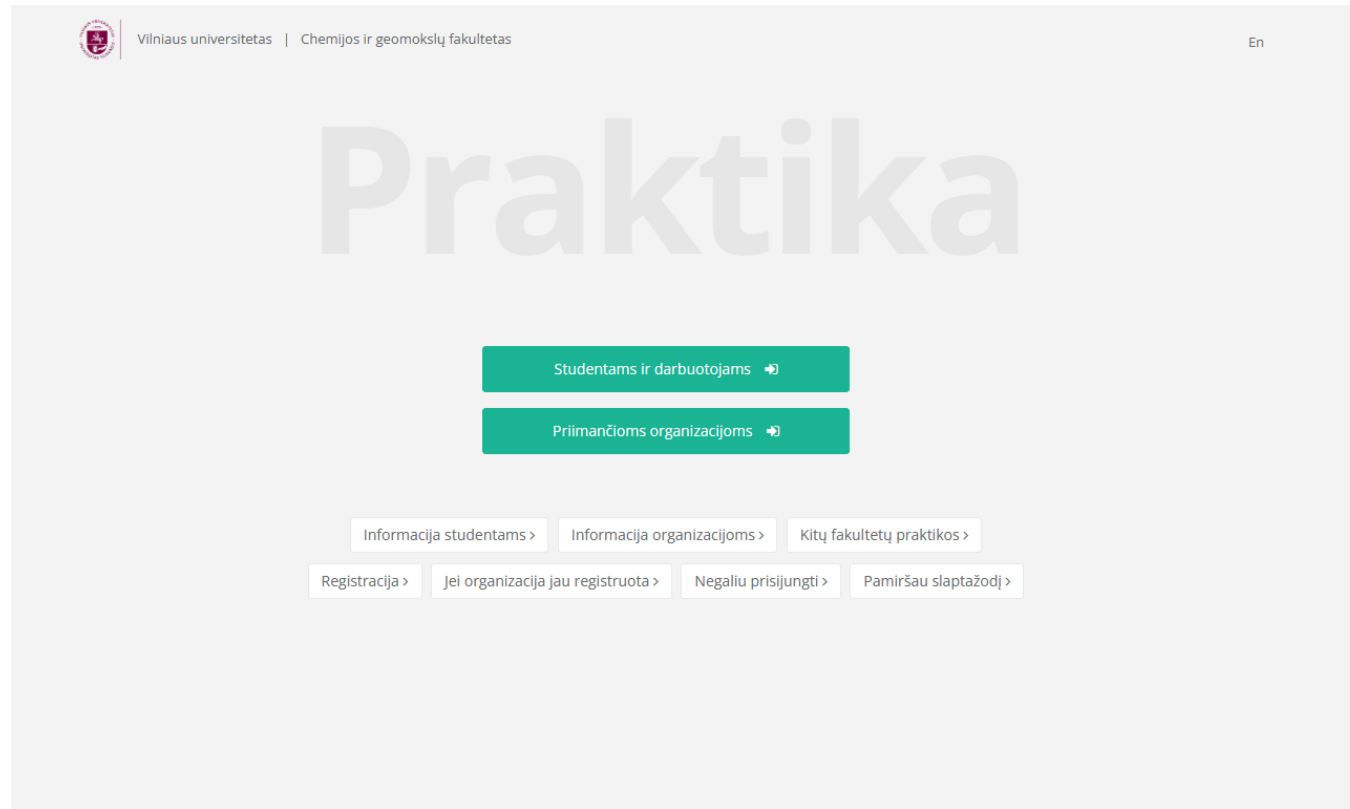 Vilniaus universitetas | Chemijos ir geomokslų fakultetas
En
Praktika
Studentams ir darbuotojams
Priimančioms organizacijoms
Informacija studentams > Informacija organizacijoms > Kitų fakultetų praktikos >
Registracija > Jei organizacija jau registruota > Negaliu prisijungti > Pamiršau slaptažodį >